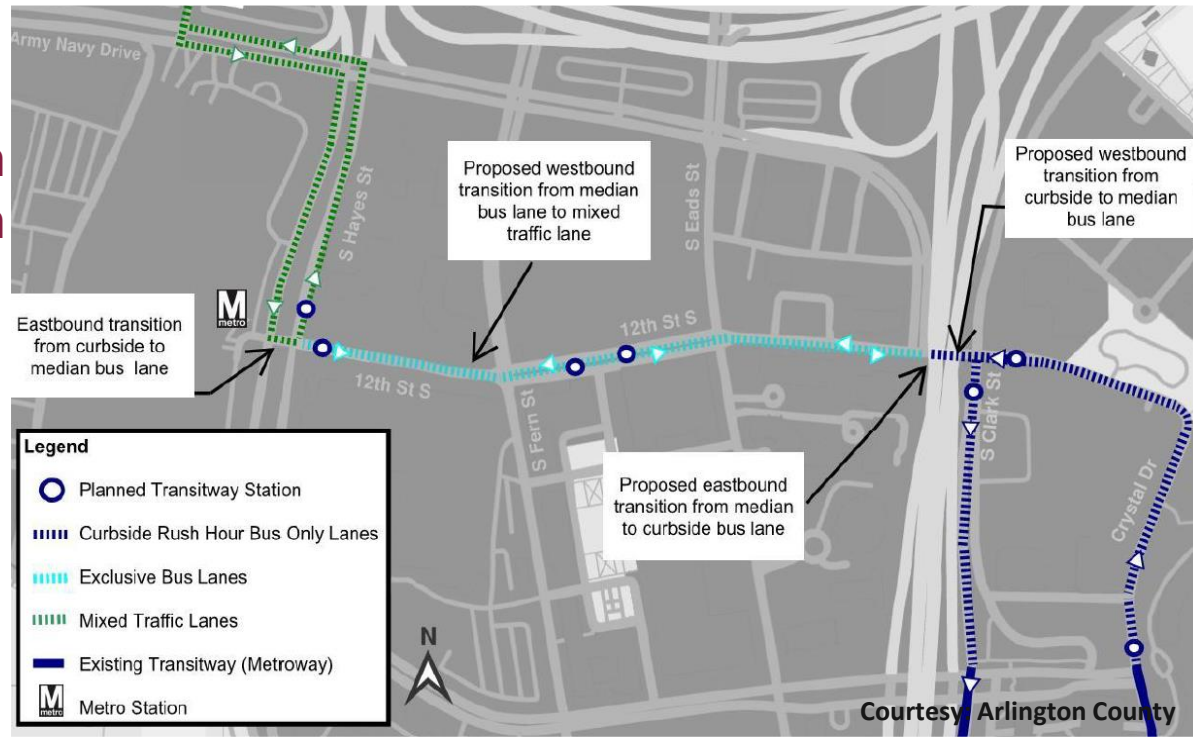 Army Navy Drive
S Hayes St
Proposed westbound
transition from median
bus lane to mixed
traffic lane
S Eads St
Proposed westbound
transition from
curbside to median
bus lane
M
metro
Eastbound transition
from curbside to
median bus lane
12th St S
12th St S
S Fern St
S Clark St
Crystal Dr
Proposed eastbound
transition from median
to curbside bus lane
Legend
Planned Transitway Station
Curbside Rush Hour Bus Only Lanes
Exclusive Bus Lanes
Mixed Traffic Lanes
Existing Transitway (Metroway)
M
metro
Metro Station
N
Courtesy: Arlington County